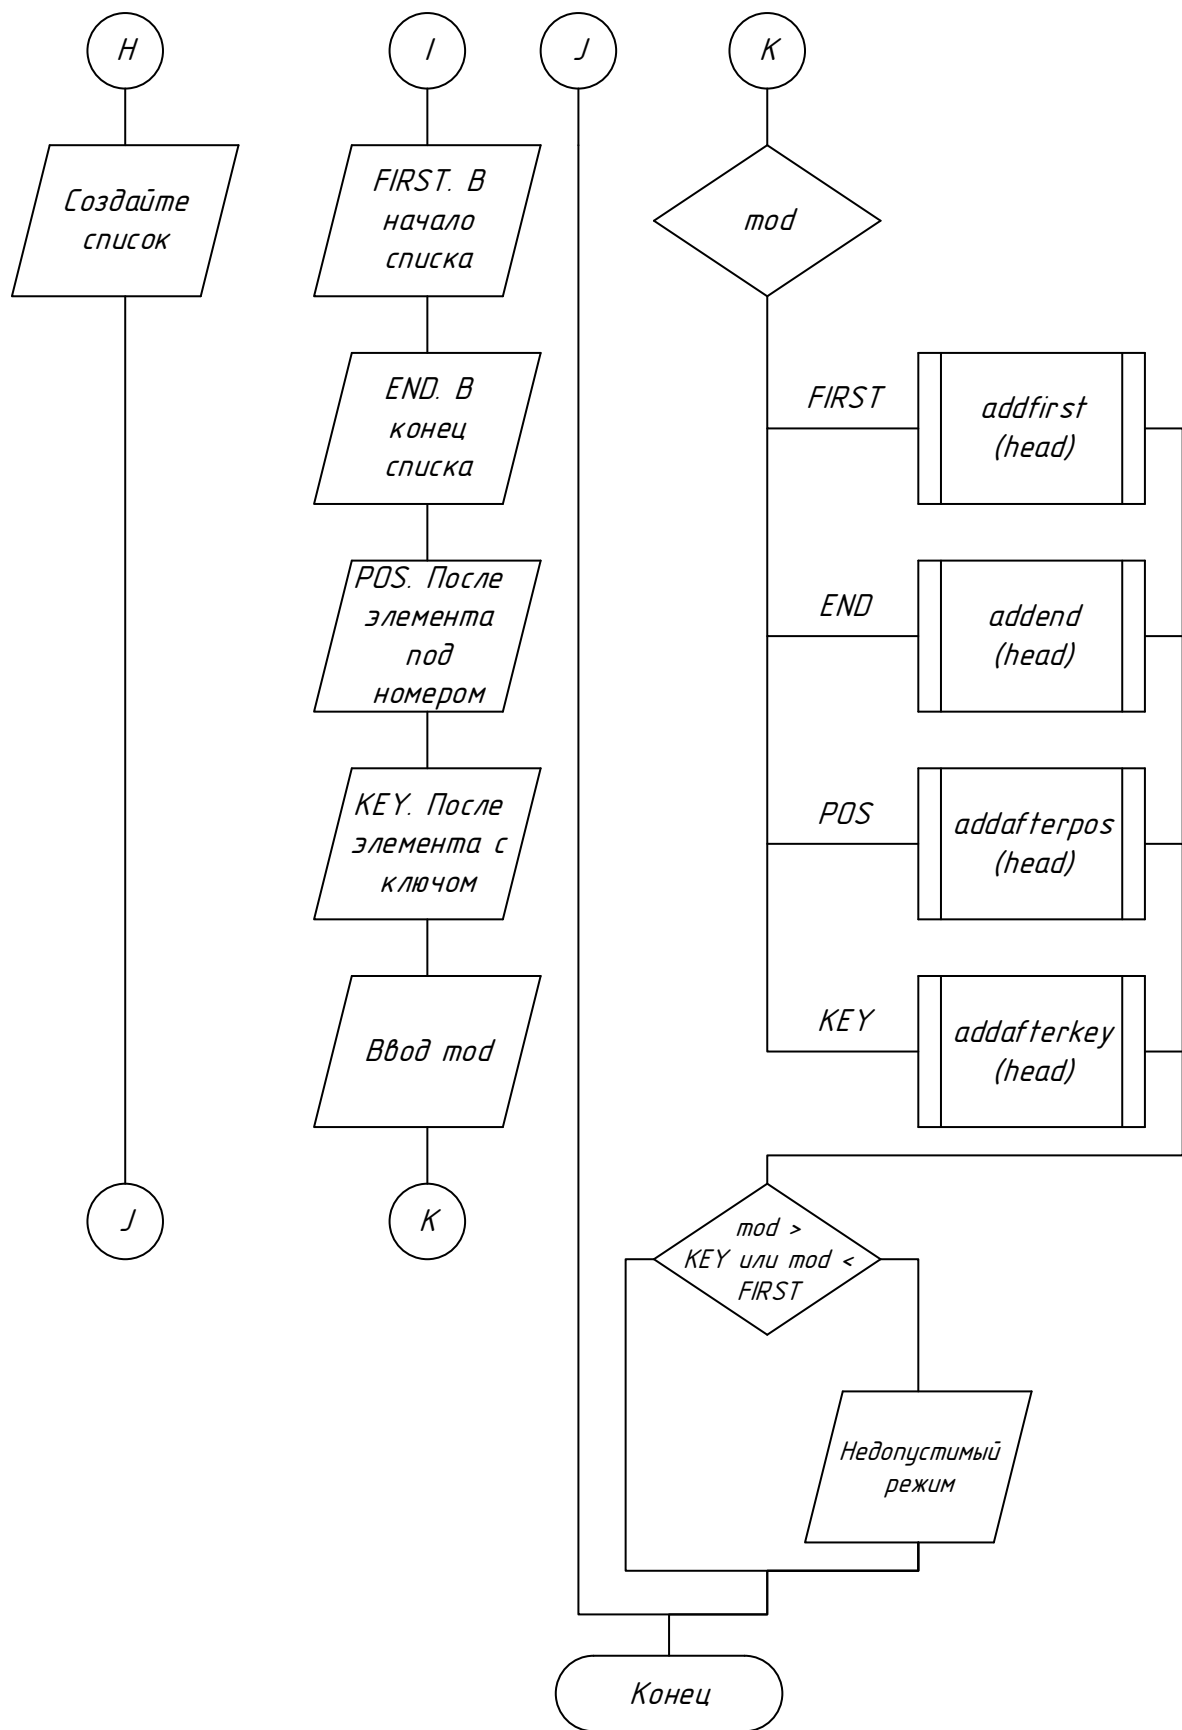 H
I
J
K
Создайте
список
FIRST. В
начало
списка
END. В
конец
списка
POS. После
элемента
под
номером
KEY. После
элемента с
ключом
Ввод mod
J
K
mod
FIRST
addfirst
(head)
END
addend
(head)
POS
addafterpos
(head)
KEY
addafterkey
(head)
mod >
KEY или mod <
FIRST
Недопустимый
режим
Конец